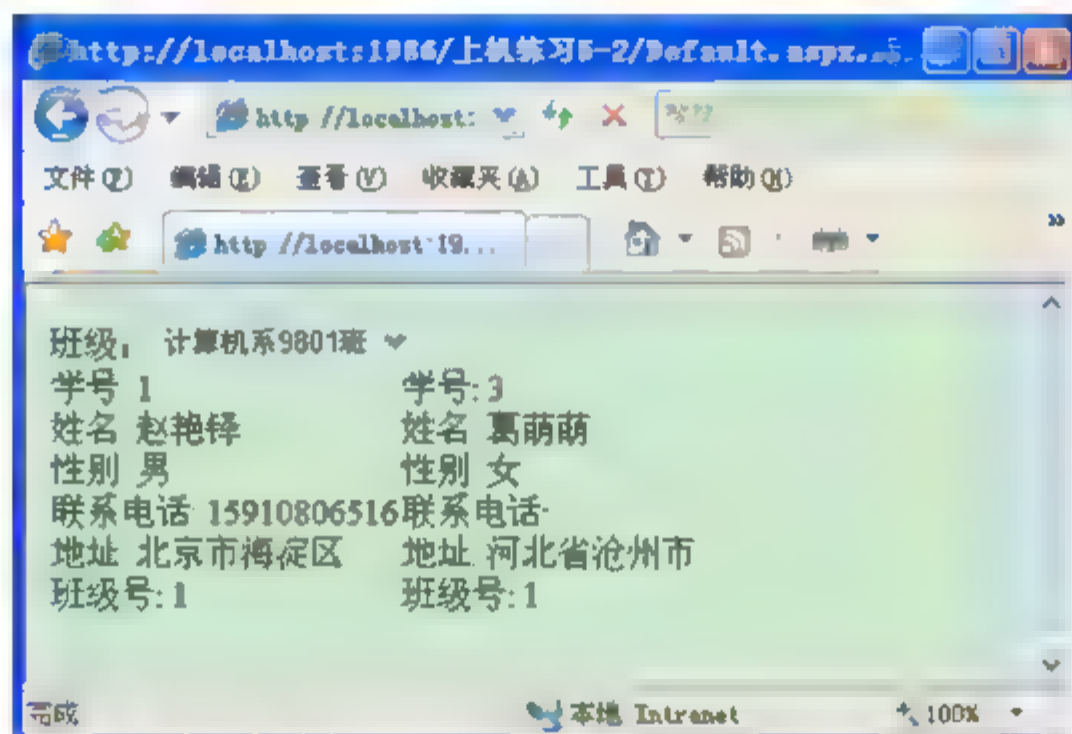 http://localhost:1986/上机练习5-2/Default.aspx
http //localhost:
文件(F) 编辑(E) 查看(V) 收藏夹(A) 工具(T) 帮助(H)
http //localhost:19...
班级: 计算机系9801班
学号 1 学号:3
姓名 赵艳铎 姓名 葛萌萌
性别 男 性别 女
联系电话 15910806516联系电话
地址 北京市海淀区 地址 河北省沧州市
班级号:1 班级号:1
完成 本地 Intranet 100%